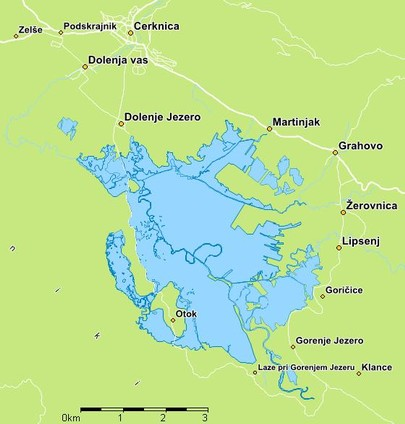 Zelše
Podskrajnik
Cerknica
Dolenja vas
Dolenje Jezero
Martinjak
Grahovo
Žerovnica
Lipsenj
Goričice
Otok
Gorenje Jezero
Laze pri Gorenjem Jezeru
Klance
0km 1 2 3